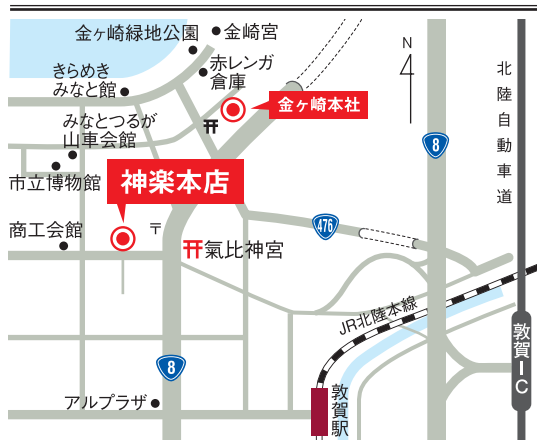 金ヶ崎緑地公園
金崎宮
きらめき
みなと館
赤レンガ
倉庫
金ヶ崎本社
N
北陸自動車道
みなとつるが
山車会館
8
市立博物館
神楽本店
商工会館
〒
476
氣比神宮
JR北陸本線
敦賀IC
8
アルプラザ
敦賀駅